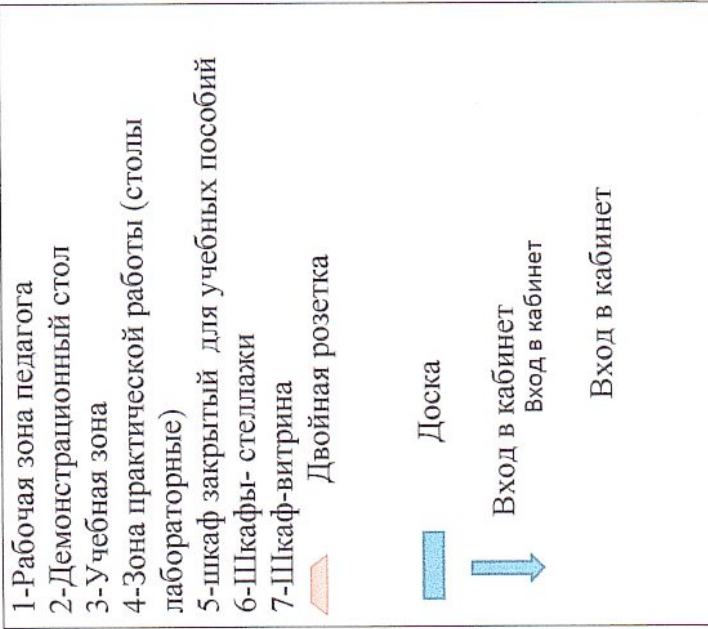 1-Рабочая зона педагога
2-Демонстрационный стол
3-Учебная зона
4-Зона практической работы (столы
лабораторные)
5-шкаф закрытый для учебных пособий
6-Шкафы- стеллажи
7-Шкаф-витрина
Двойная розетка
Доска
Вход в кабинет
Вход в кабинет
Вход в кабинет